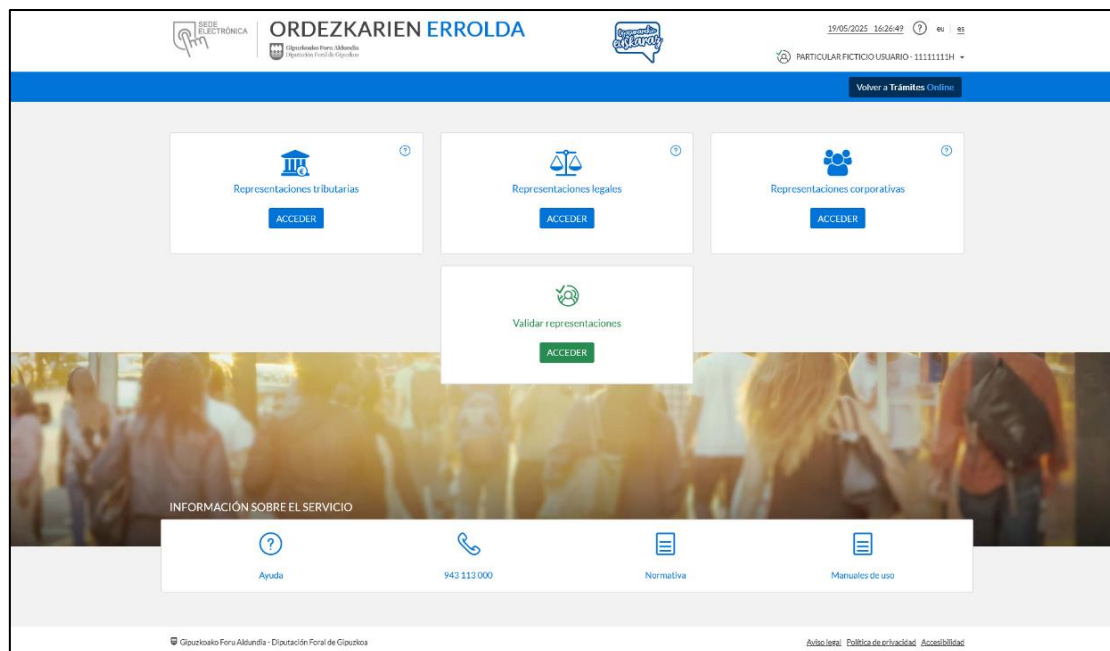 SEDE
ELECTRÓNICA
ORDEZKARIEN ERROLDA
Gipuzkoako Foru Aldundia
Diputación Foral de Gipuzkoa
euskaraz
19/05/2025 16:26:49 ? eu | es
PARTICULAR FICTICIO USUARIO - 11111111H
Volver a Trámites Online
Representaciones tributarias
ACCEDER
Representaciones legales
ACCEDER
Representaciones corporativas
ACCEDER
Validar representaciones
ACCEDER
INFORMACIÓN SOBRE EL SERVICIO
Ayuda
943 113 000
Normativa
Manuales de uso
Gipuzkoako Foru Aldundia - Diputación Foral de Gipuzkoa
Aviso legal Política de privacidad Accesibilidad